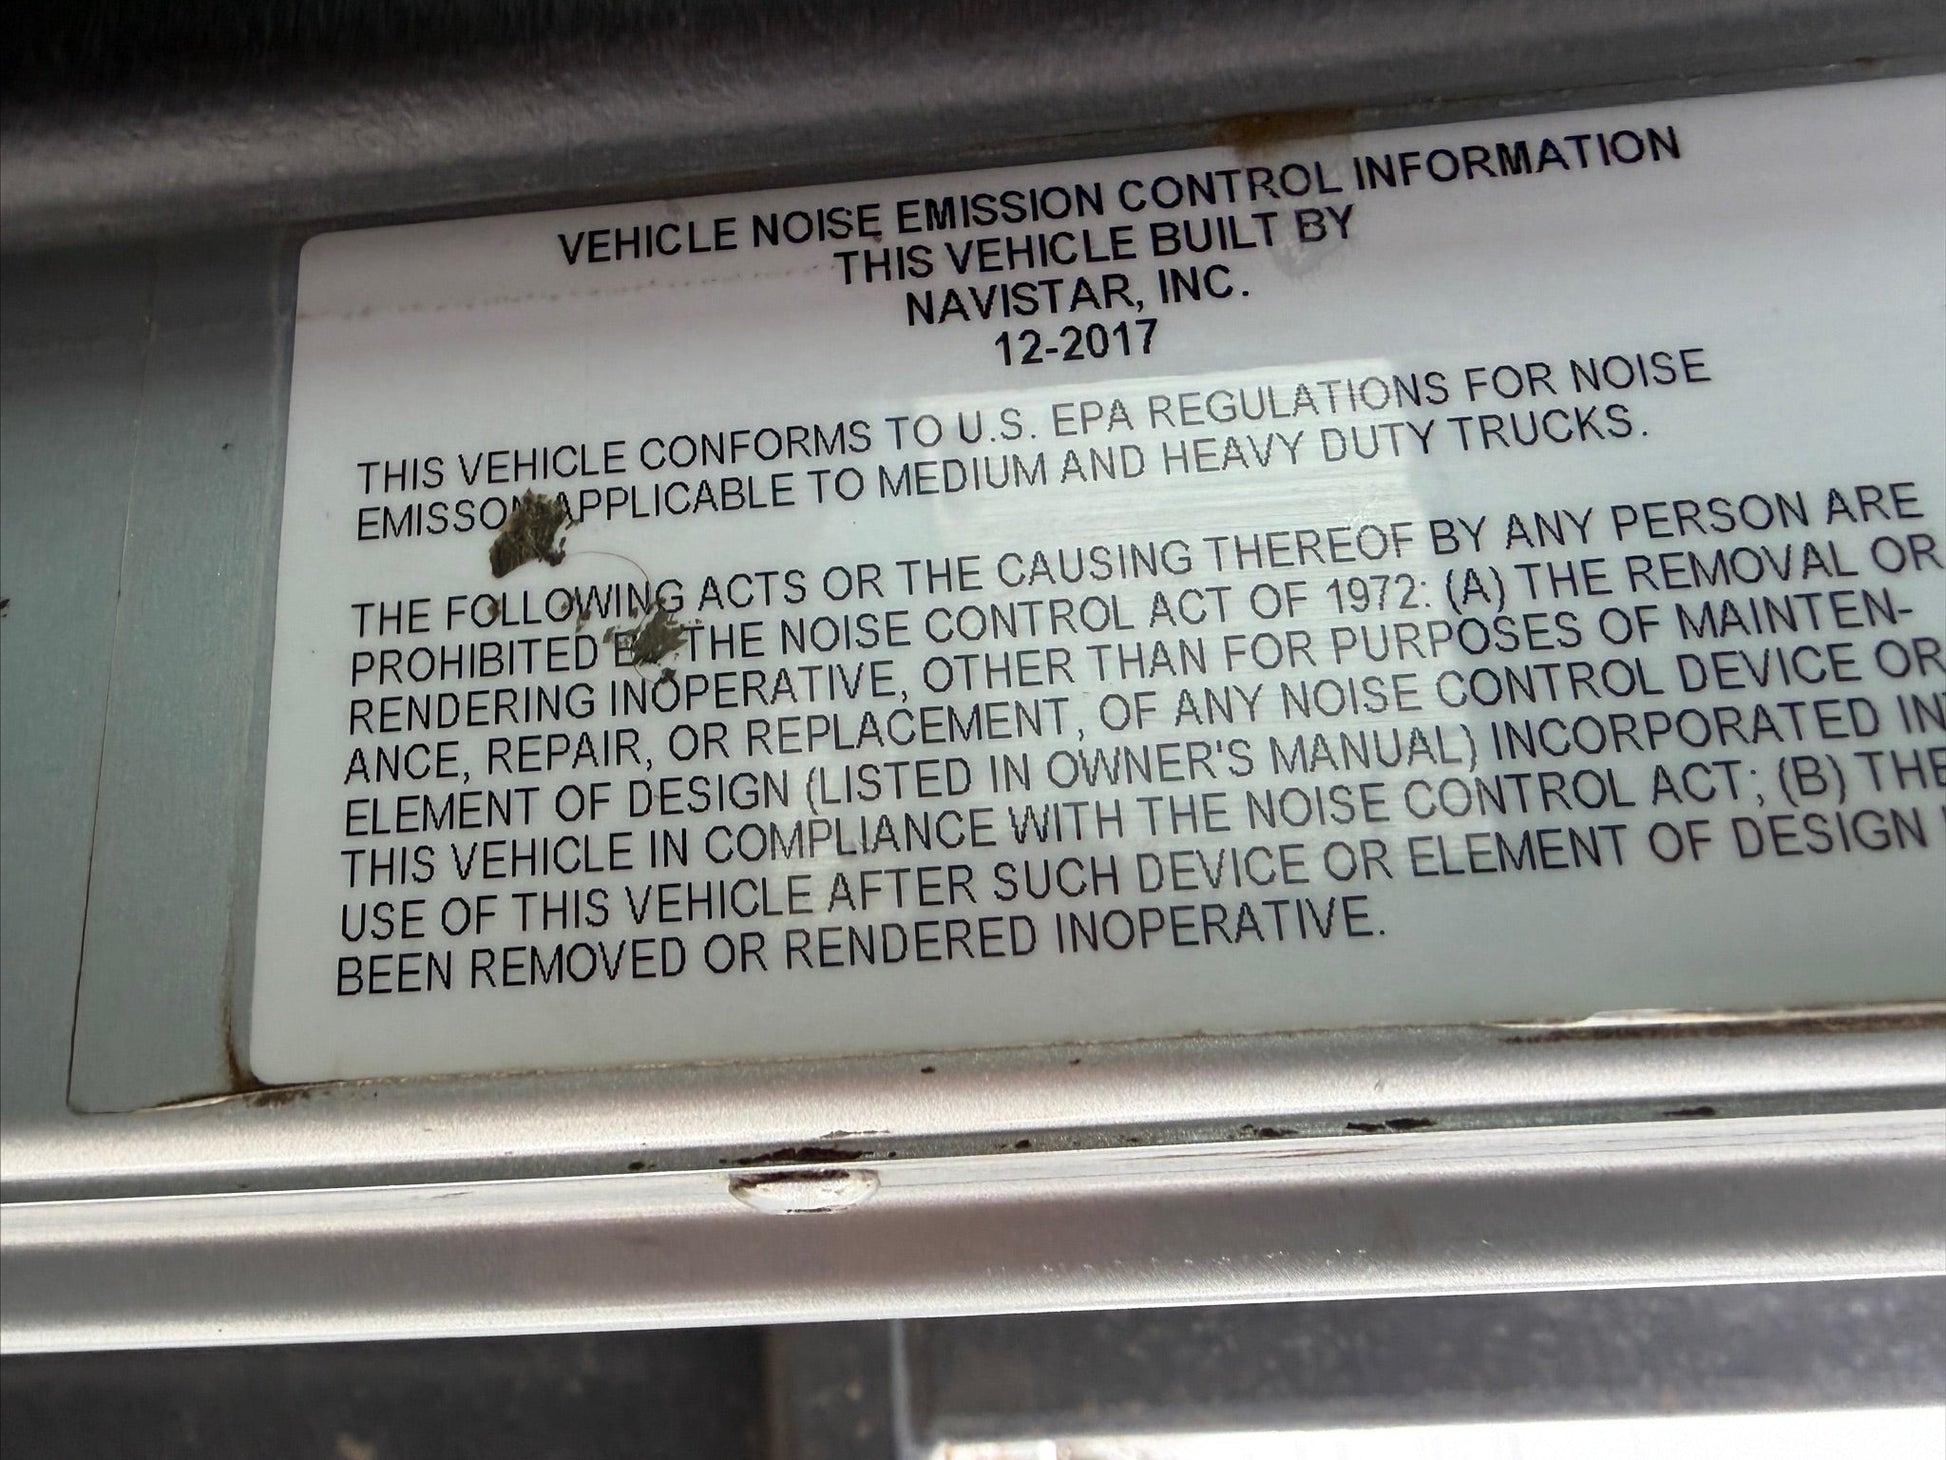 VEHICLE NOISE EMISSION CONTROL INFORMATION
THIS VEHICLE BUILT BY
NAVISTAR, INC.
12-2017
THIS VEHICLE CONFORMS TO U.S. EPA REGULATIONS FOR NOISE
EMISSON APPLICABLE TO MEDIUM AND HEAVY DUTY TRUCKS.
THE FOLLOWING ACTS OR THE CAUSING THEREOF BY ANY PERSON ARE
PROHIBITED THE NOISE CONTROL ACT OF 1972: (A) THE REMOVAL OR
RENDERING INOPERATIVE, OTHER THAN FOR PURPOSES OF MAINTEN-
ANCE, REPAIR, OR REPLACEMENT, OF ANY NOISE CONTROL DEVICE OR
ELEMENT OF DESIGN (LISTED IN OWNER'S MANUAL) INCORPORATED
THIS VEHICLE IN COMPLIANCE WITH THE NOISE CONTROL ACT; (B) THE
USE OF THIS VEHICLE AFTER SUCH DEVICE OR ELEMENT OF DESIGN
BEEN REMOVED OR RENDERED INOPERATIVE.